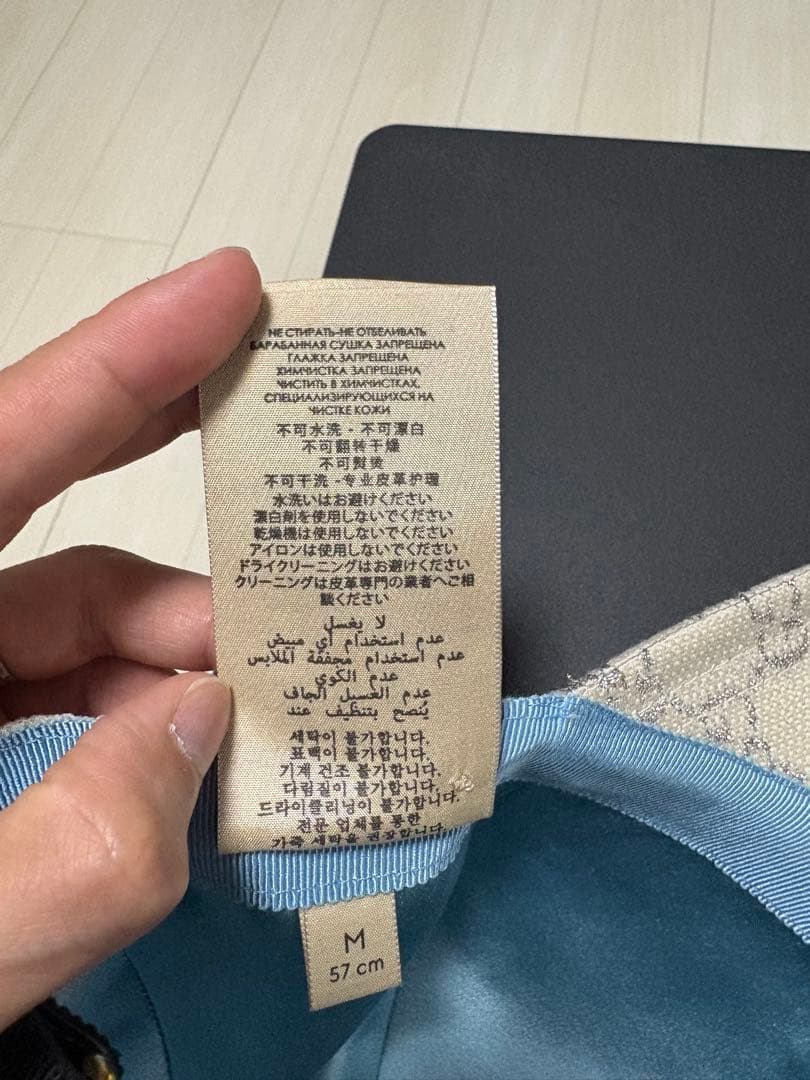 НЕ СТИРАТЬ-НЕ ОТБЕЛИВАТЬ
БАРАБАННАЯ СУШКА ЗАПРЕЩЕНА
ГЛАЖКА ЗАПРЕЩЕНА
ХИМЧИСТКА ЗАПРЕЩЕНА
ЧИСТИТЬ В ХИМЧИСТКАХ,
СПЕЦИАЛИЗИРУЮЩИХСЯ НА
ЧИСТКЕ КОЖИ
不可水洗 - 不可漂白
不可翻转干燥
不可熨烫
不可干洗 -专业皮革护理
水洗いはお避けください
漂白剤を使用しないでください
乾燥機は使用しないでください
アイロンは使用しないでください
ドライクリーニングはお避けください
クリーニングは皮革専門の業者へご相
談ください
لا يغسل
عدم استخدام أي مبيض
عدم استخدام مجففة الملابس
عدم الكوي
عدم الغسيل الجاف
يُنصح بتنظيف عند
세탁이 불가합니다.
표백이 불가합니다.
기계 건조 불가합니다.
다림질이 불가합니다.
드라이클리닝이 불가합니다.
전문 업체를 통한
가죽 세탁을 권장합니다.
M
57 cm